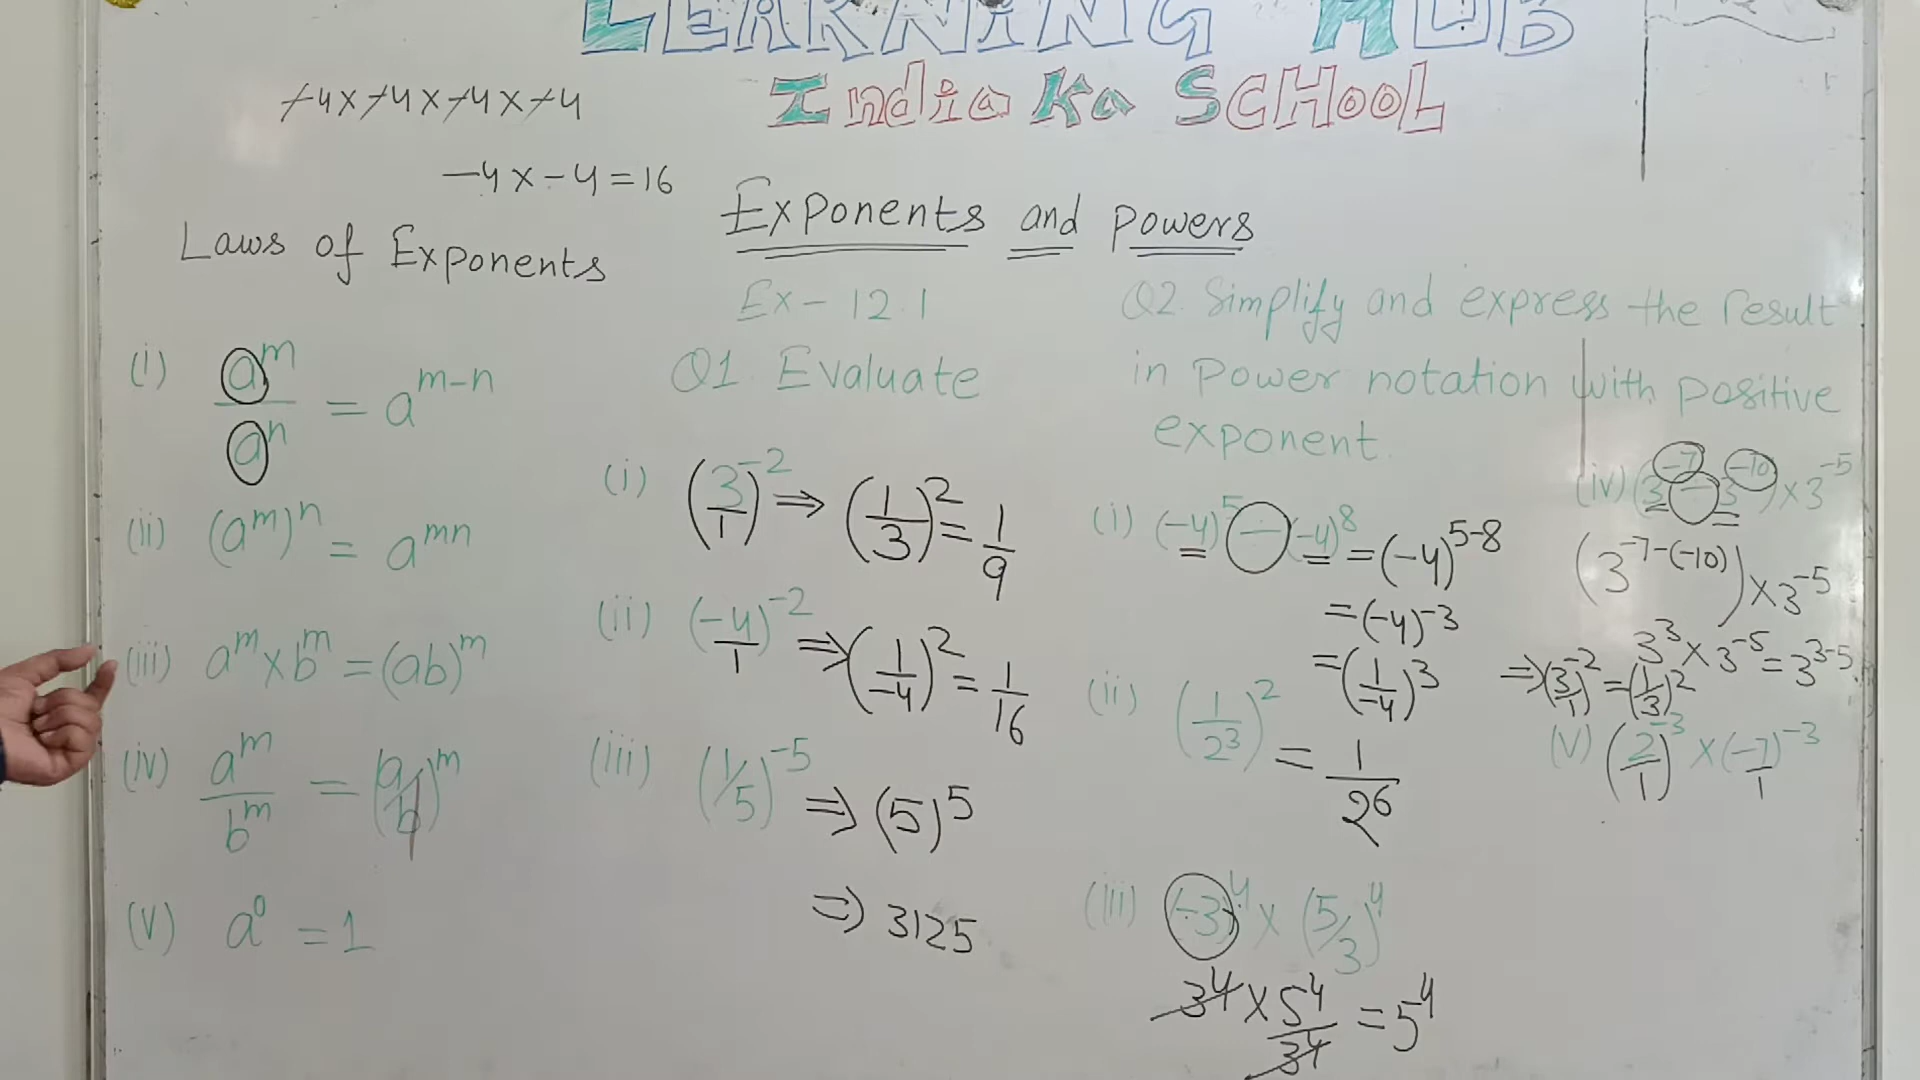 LEARNING HUB
India Ka SCHOOL
-4x-4x-4x-4
-4x-4=16
Exponents and Powers
Laws of Exponents
Ex-12.1
(i) a^m/a^n = a^(m-n)
(ii) (a^m)^n = a^(mn)
(iii) a^m x b^m = (ab)^m
(iv) a^m/b^m = (a/b)^m
(v) a^0 = 1
Q1. Evaluate
(i) (3/1)^-2 ⇒ (1/3)^2 = 1/9
(ii) (-4/1)^-2 ⇒ (1/-4)^2 = 1/16
(iii) (1/5)^-5 ⇒ (5)^5
⇒ 3125
Q2. Simplify and express the result
in Power notation with positive
exponent.
(i) (-4)^5 ÷ (-4)^8 = (-4)^(5-8)
= (-4)^-3
= (1/-4)^3
(ii) (1/2^3)^2 = 1/2^6
(iii) (-3)^4 x (5/3)^4
3^4 x 5^4/3^4 = 5^4
(iv) (3^-7 ÷ 3^-10) x 3^-5
(3^(-7-(-10))) x 3^-5
3^3 x 3^-5 = 3^(3-5)
⇒ (3/1)^-2 = (1/3)^2
(v) (2/1)^-3 x (-7/1)^-3